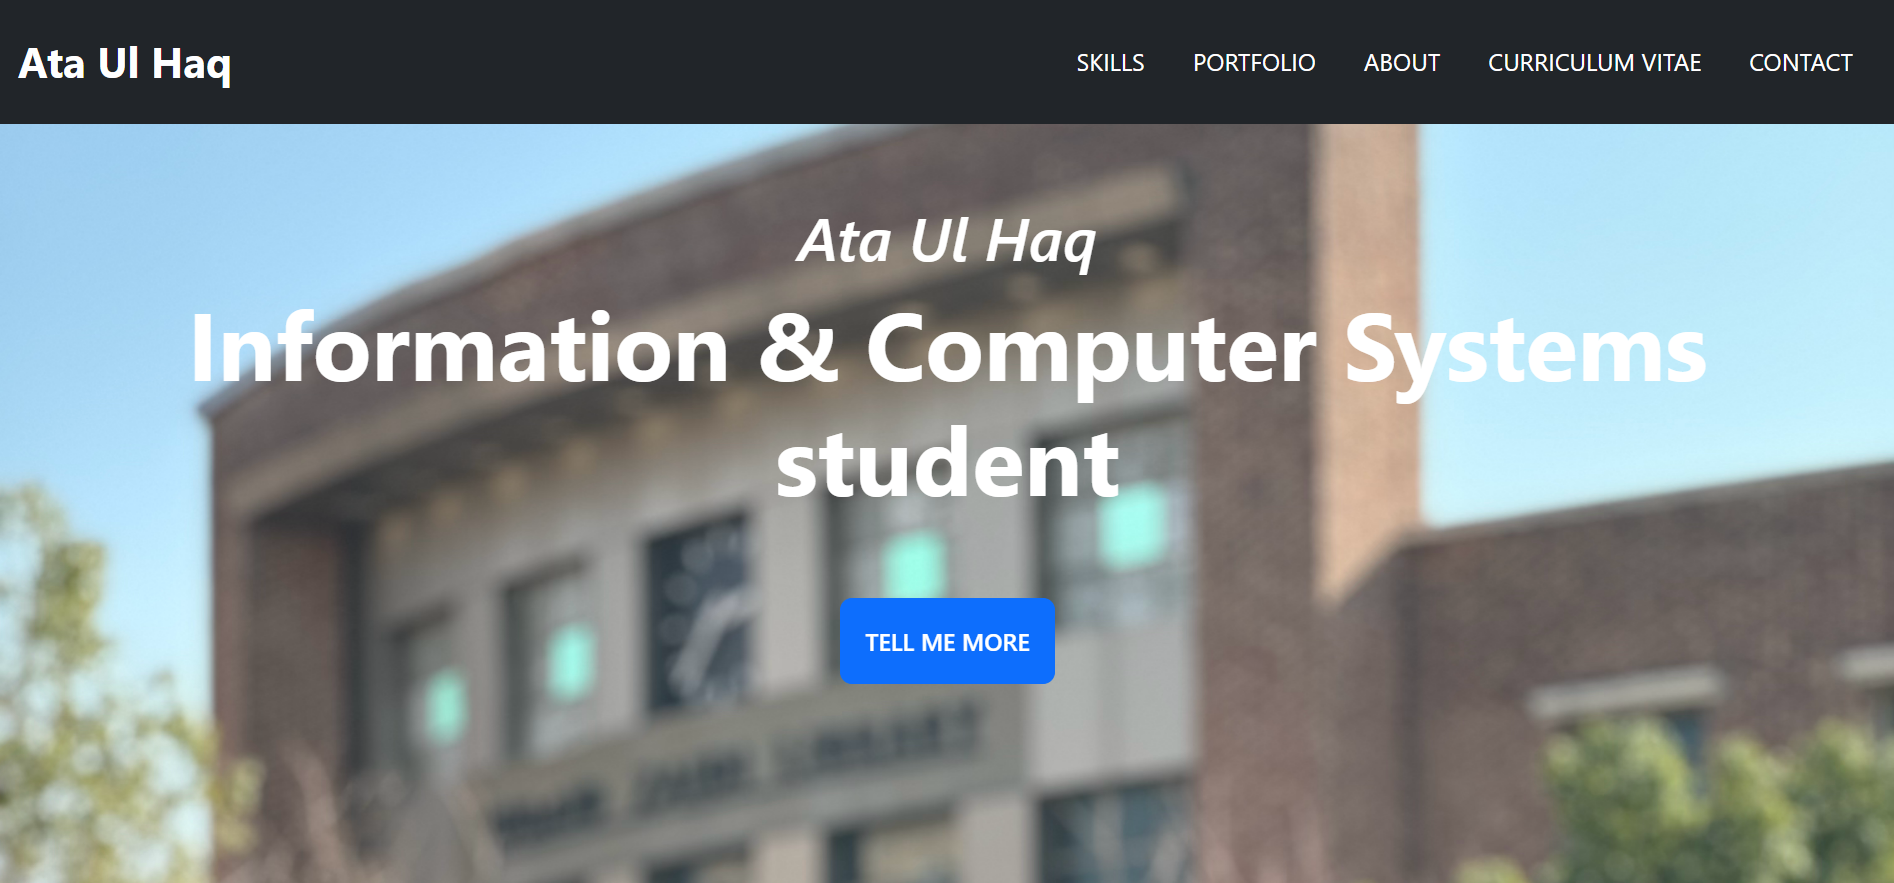 Ata Ul Haq
SKILLS PORTFOLIO ABOUT CURRICULUM VITAE CONTACT
Ata Ul Haq
Information & Computer Systems
student
TELL ME MORE